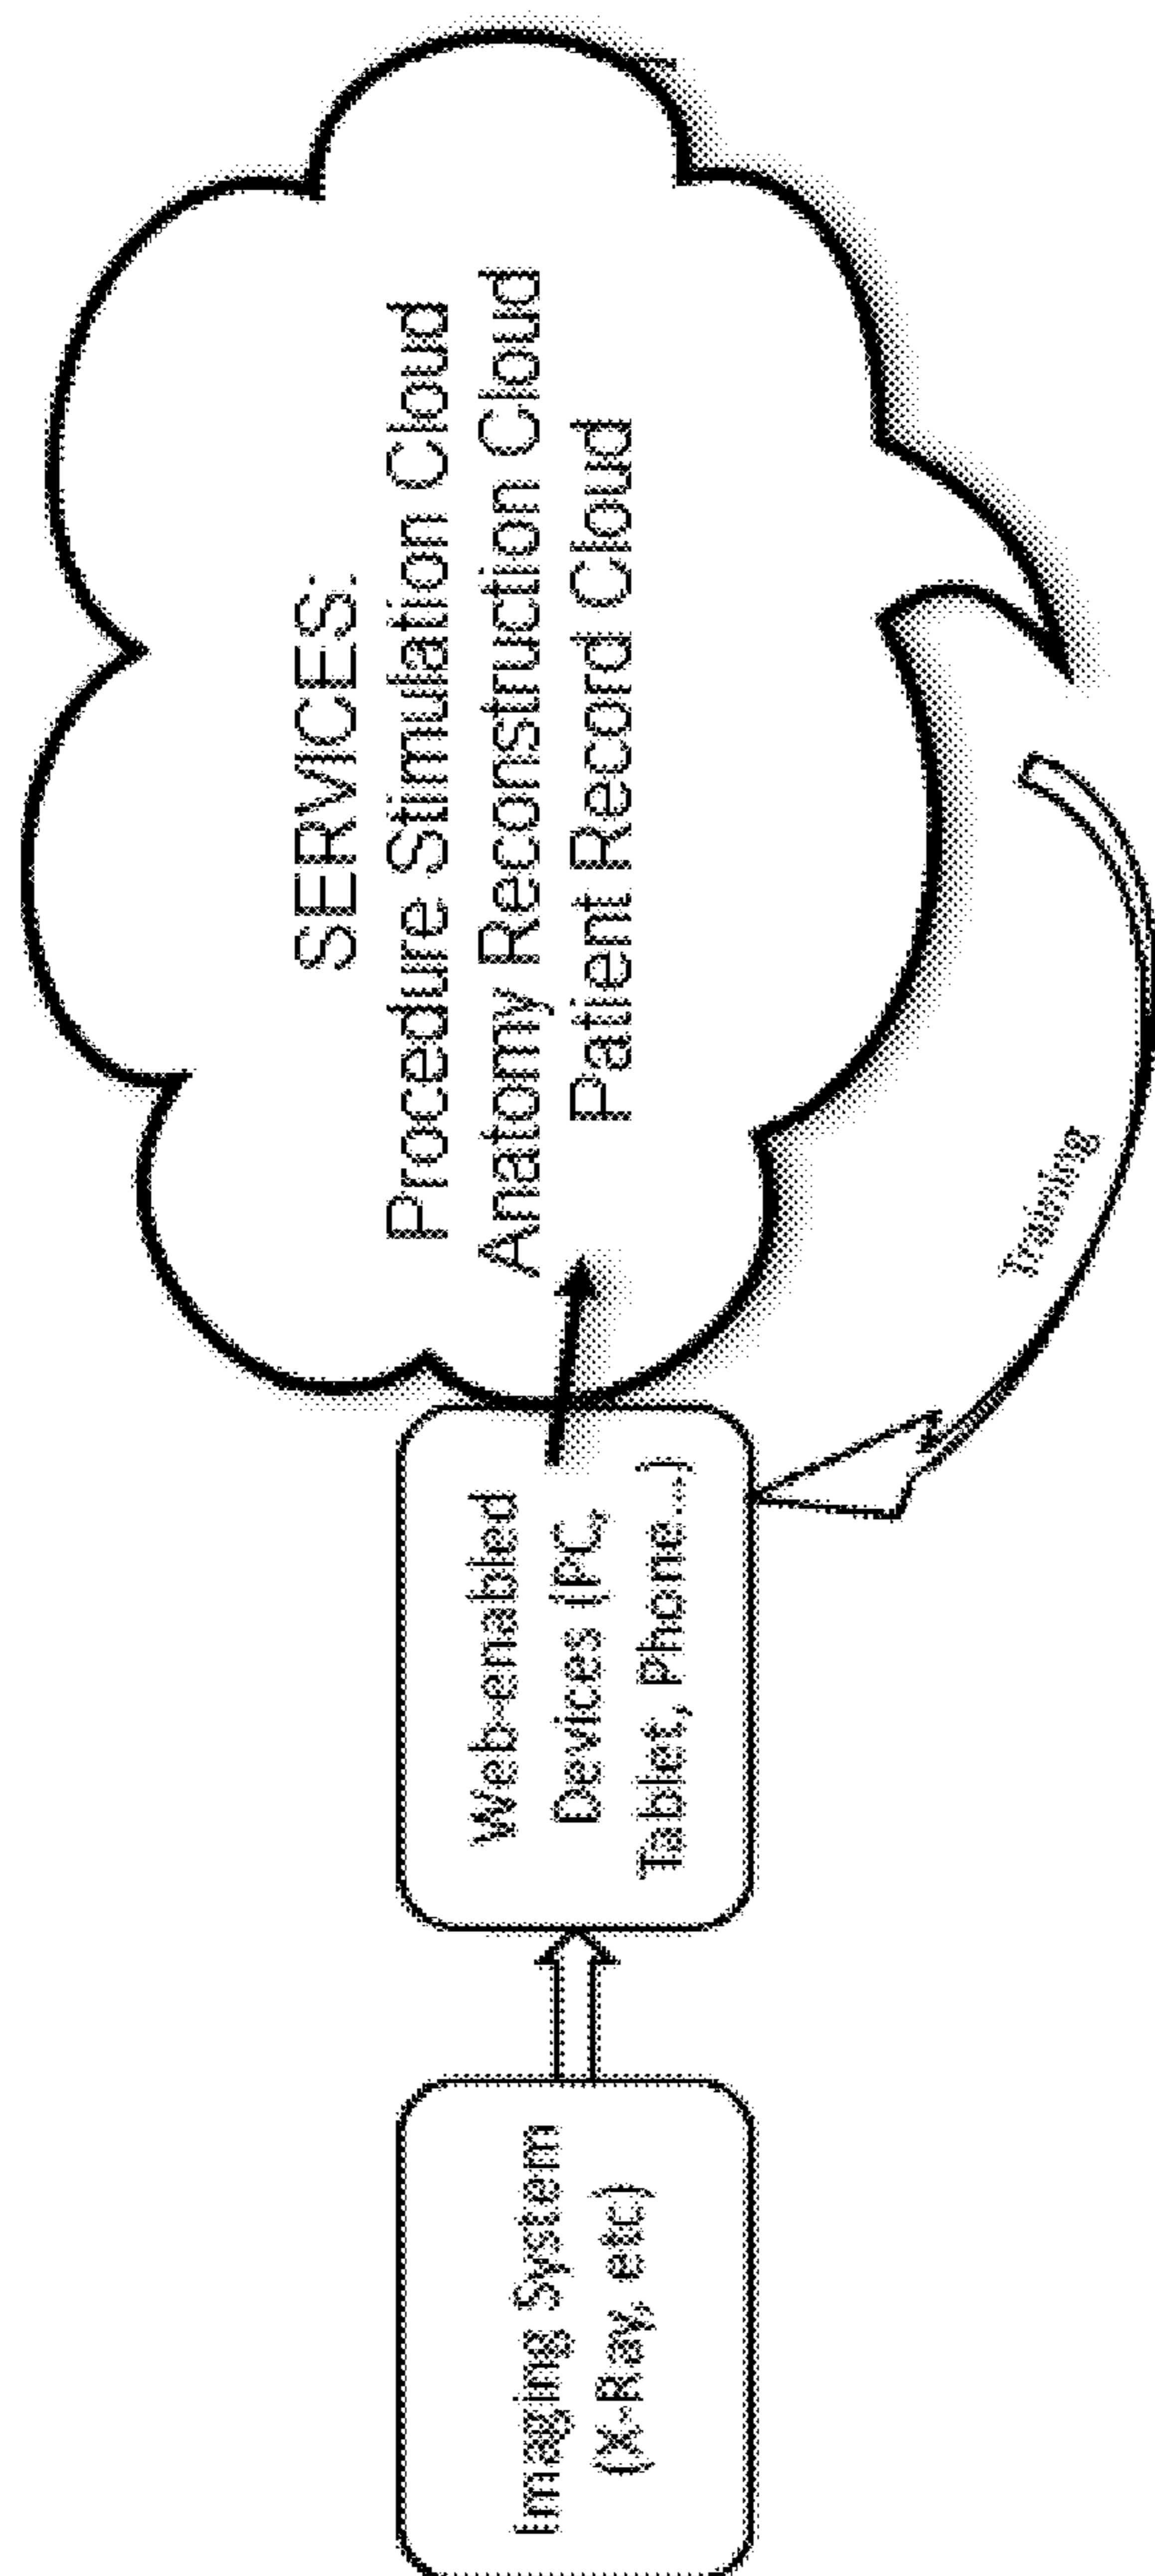 Imaging System
(X-Ray, etc)
Web-enabled
Devices (PC,
Tablet, Phone...)
SERVICES:
Procedure Stimulation Cloud
Anatomy Reconstruction Cloud
Patient Record Cloud
Training